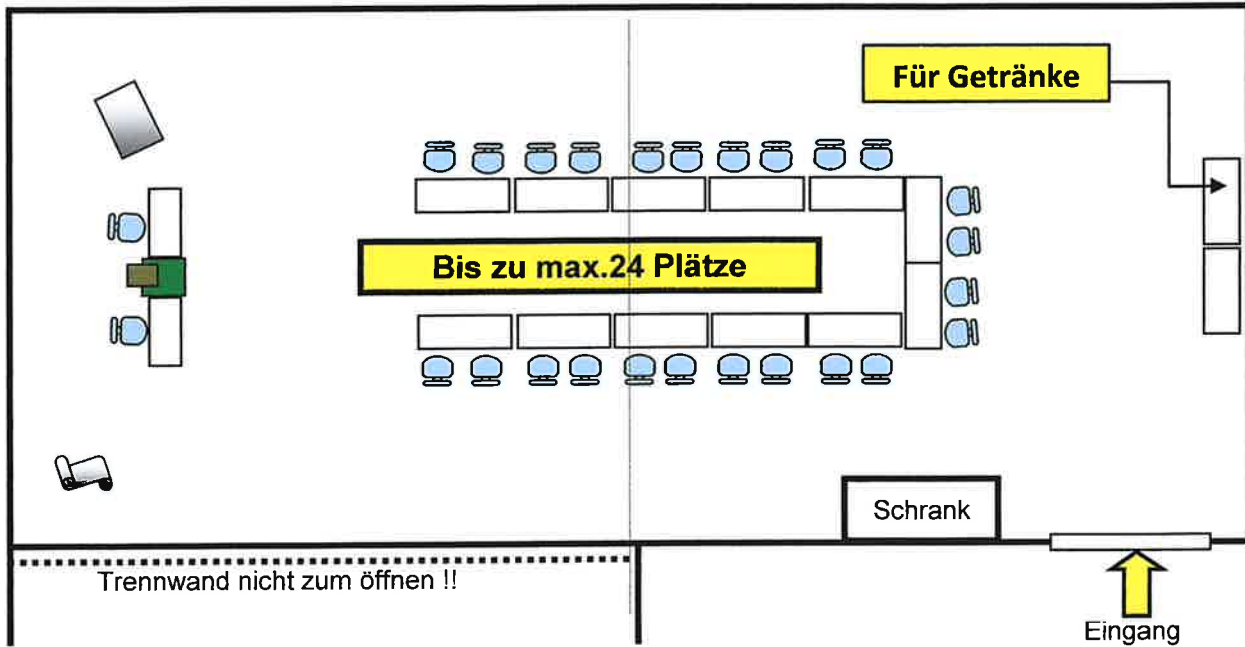 Für Getränke
Bis zu max.24 Plätze
Schrank
Trennwand nicht zum öffnen !!
Eingang